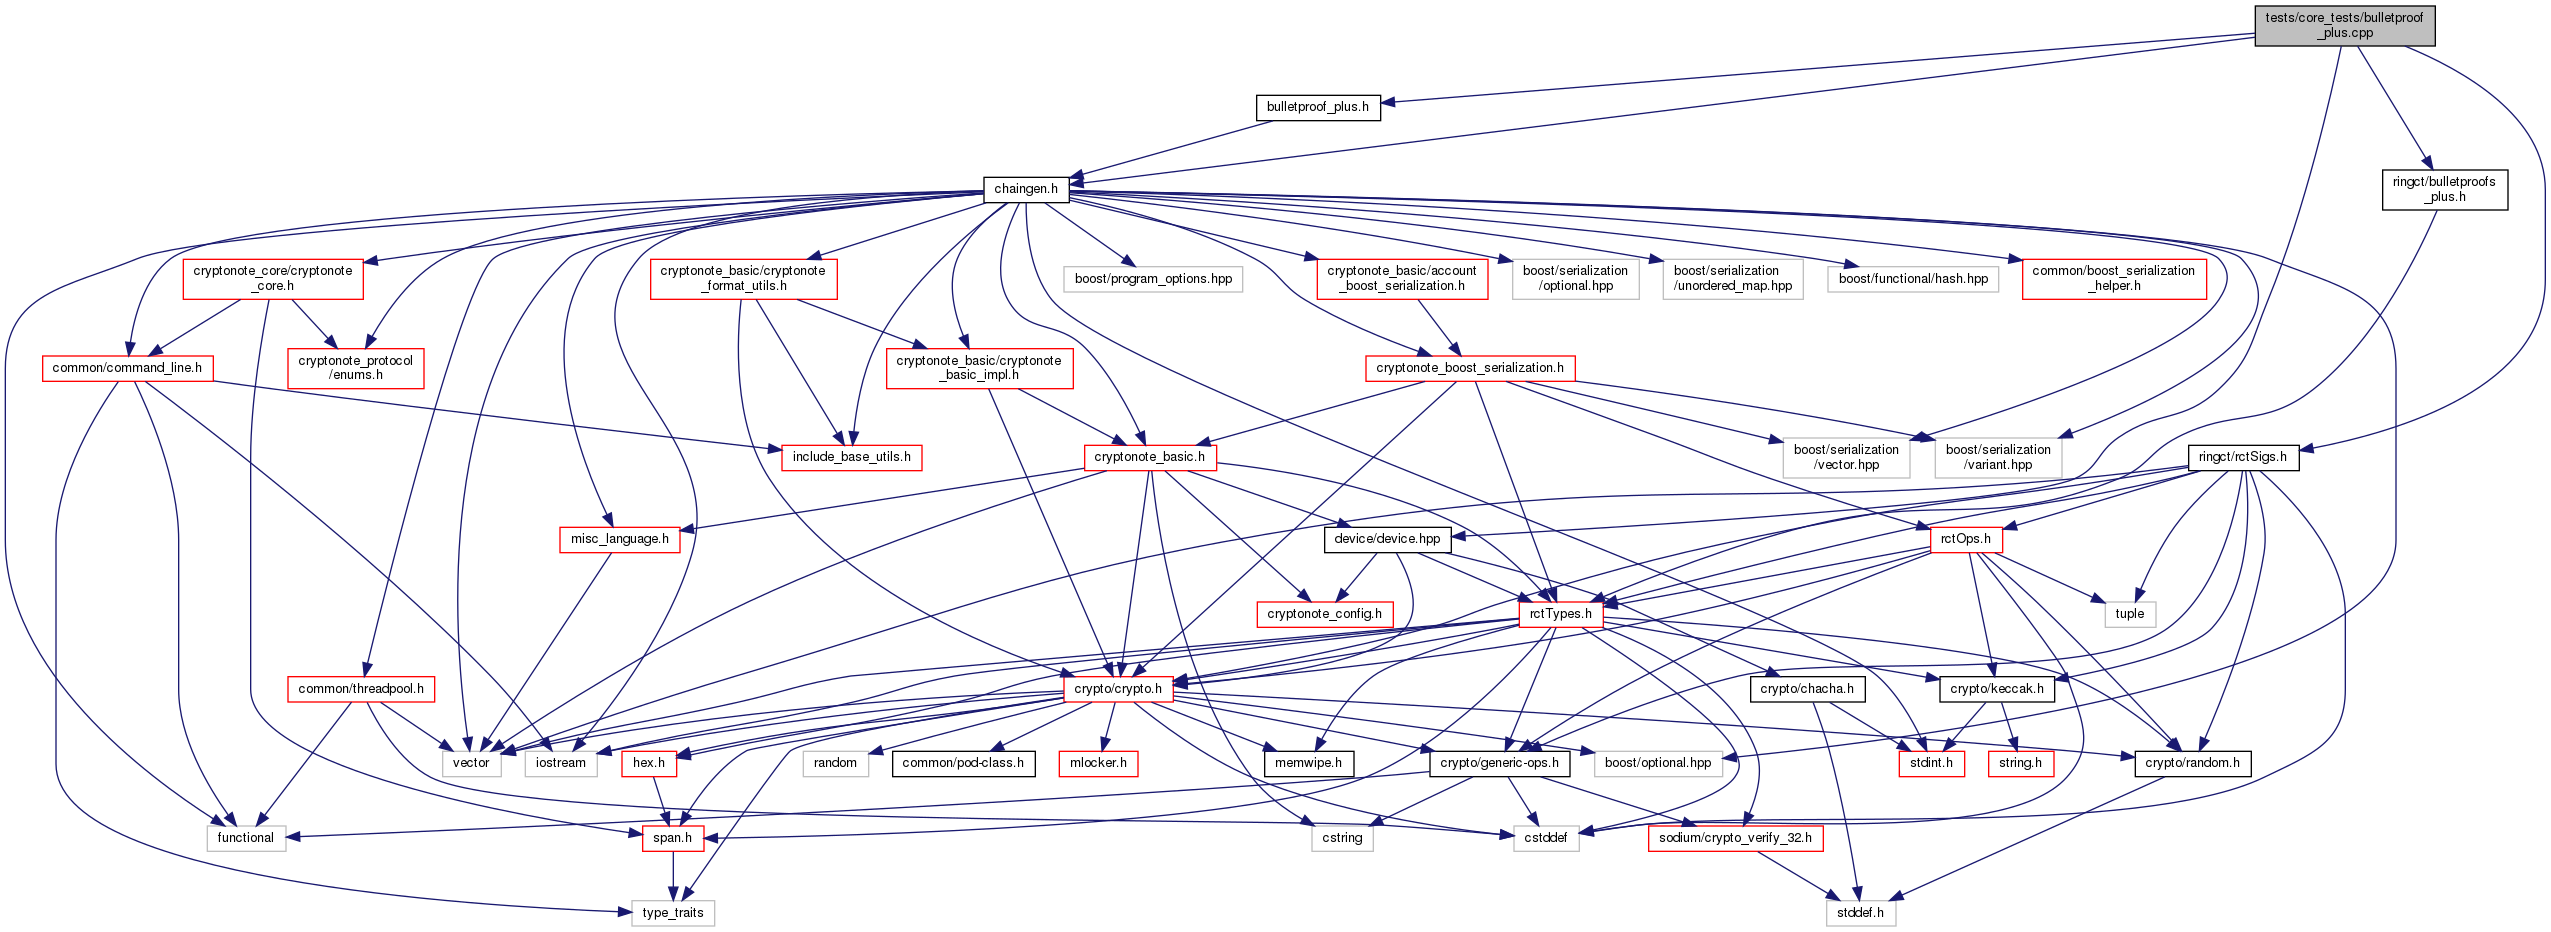 tests/core_tests/bulletproof
_plus.cpp
bulletproof_plus.h
chaingen.h
ringct/bulletproofs
_plus.h
cryptonote_core/cryptonote
_core.h
cryptonote_basic/cryptonote
_format_utils.h
boost/program_options.hpp
cryptonote_basic/account
_boost_serialization.h
boost/serialization
/optional.hpp
boost/serialization
/unordered_map.hpp
boost/functional/hash.hpp
common/boost_serialization
_helper.h
common/command_line.h
cryptonote_protocol
/enums.h
cryptonote_basic/cryptonote
_basic_impl.h
cryptonote_boost_serialization.h
include_base_utils.h
cryptonote_basic.h
boost/serialization
/vector.hpp
boost/serialization
/variant.hpp
ringct/rctSigs.h
misc_language.h
device/device.hpp
rctOps.h
cryptonote_config.h
rctTypes.h
tuple
common/threadpool.h
crypto/crypto.h
crypto/chacha.h
crypto/keccak.h
vector
iostream
hex.h
random
common/pod-class.h
mlocker.h
memwipe.h
crypto/generic-ops.h
boost/optional.hpp
stdint.h
string.h
crypto/random.h
functional
span.h
cstring
cstddef
sodium/crypto_verify_32.h
type_traits
stddef.h